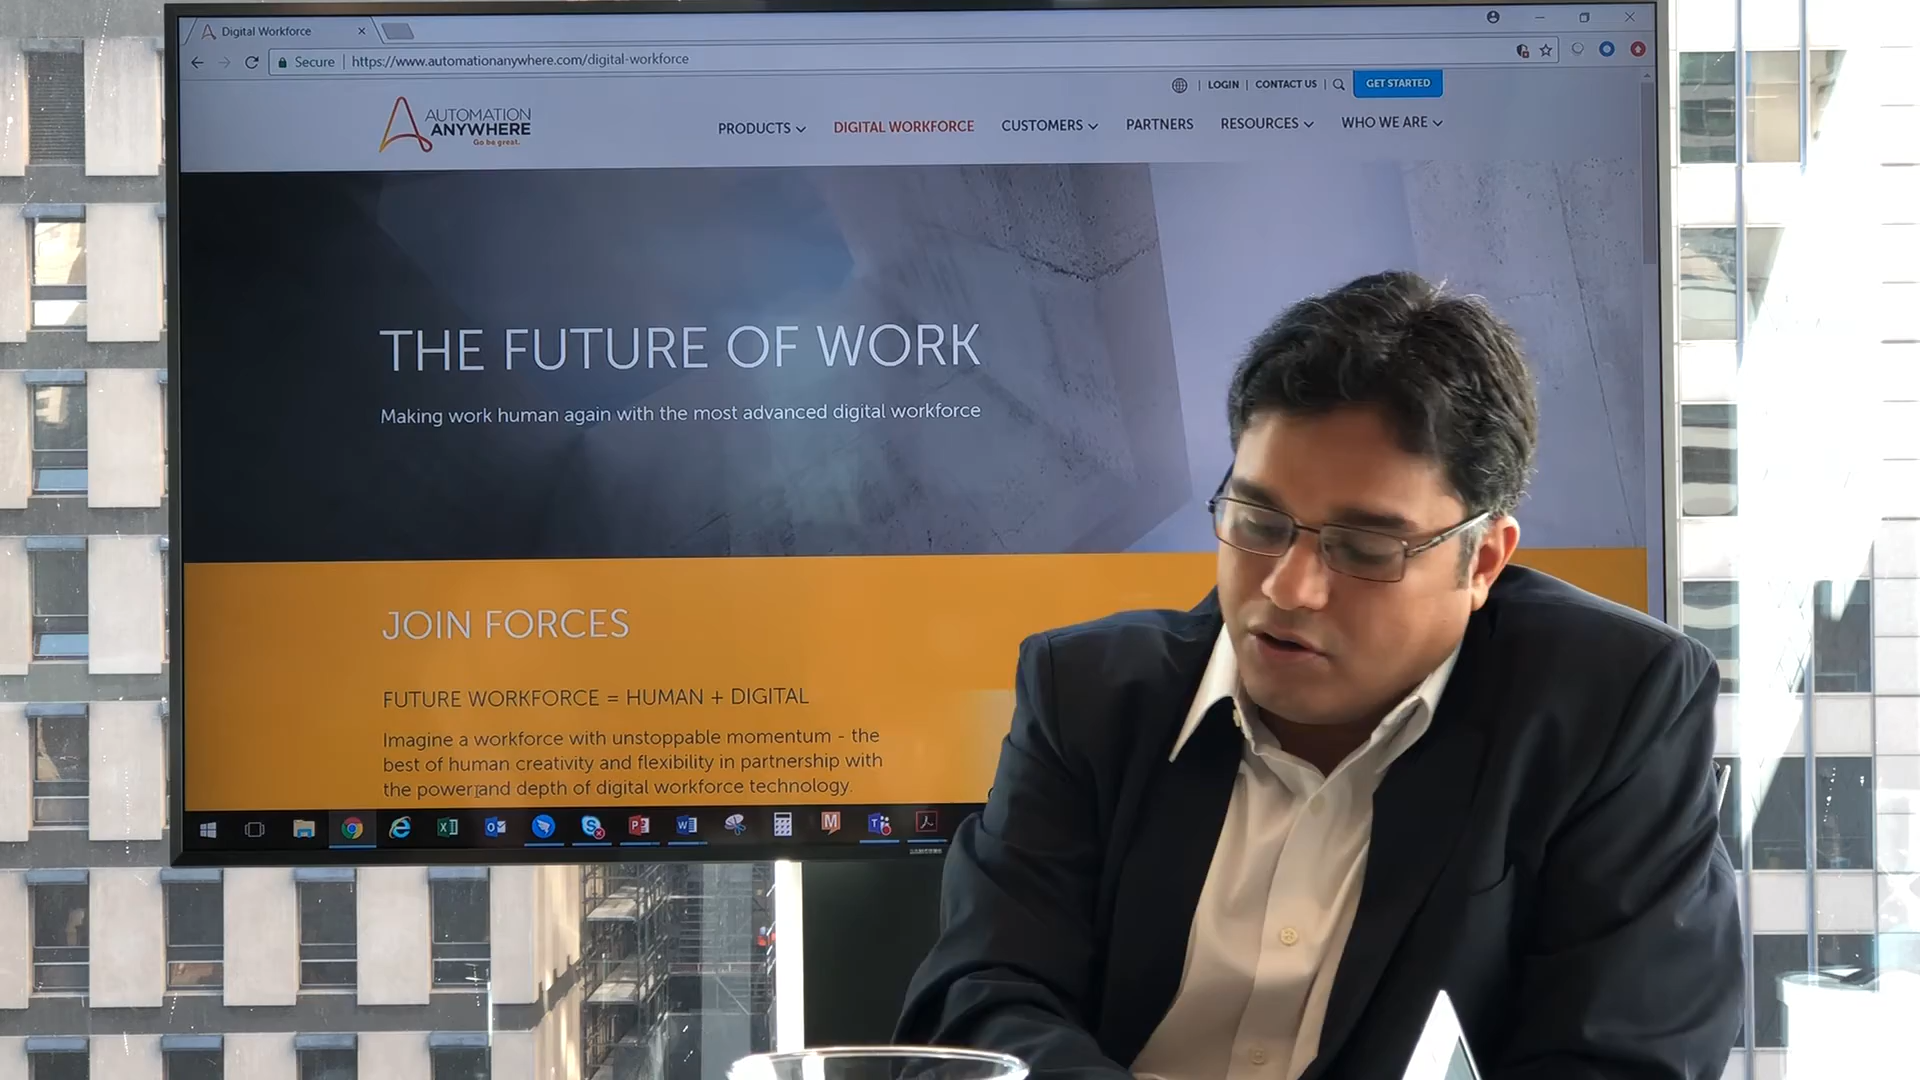 Digital Workforce
Secure | https://www.automationanywhere.com/digital-workforce
LOGIN | CONTACT US | GET STARTED
AUTOMATION
ANYWHERE
Go be great.
PRODUCTS DIGITAL WORKFORCE CUSTOMERS PARTNERS RESOURCES WHO WE ARE
THE FUTURE OF WORK
Making work human again with the most advanced digital workforce
JOIN FORCES
FUTURE WORKFORCE = HUMAN + DIGITAL
Imagine a workforce with unstoppable momentum - the
best of human creativity and flexibility in partnership with
the power and depth of digital workforce technology.